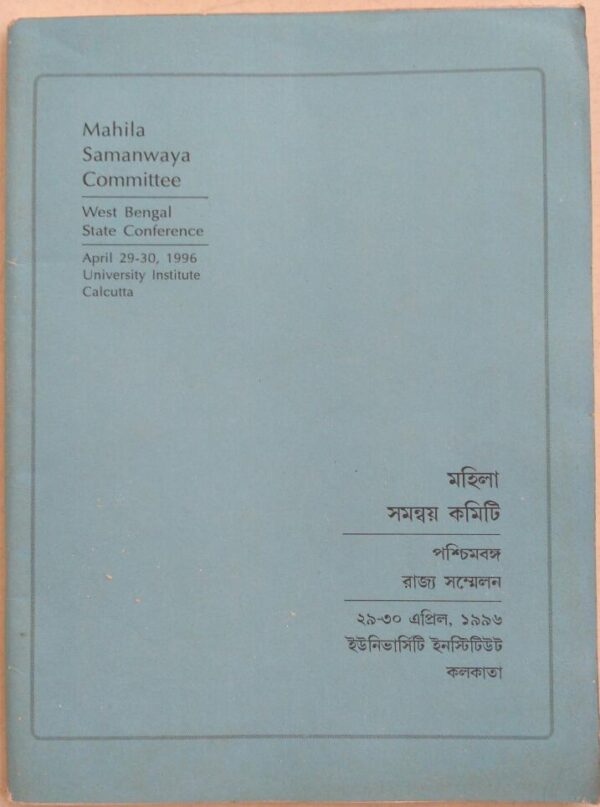 Mahila
Samanwaya
Committee
West Bengal
State Conference
April 29-30, 1996
University Institute
Calcutta
মহিলা
সমন্বয় কমিটি
পশ্চিমবঙ্গ
রাজ্য সম্মেলন
২৯-৩০ এপ্রিল, ১৯৯৬
ইউনিভার্সিটি ইনস্টিটিউট
কলকাতা